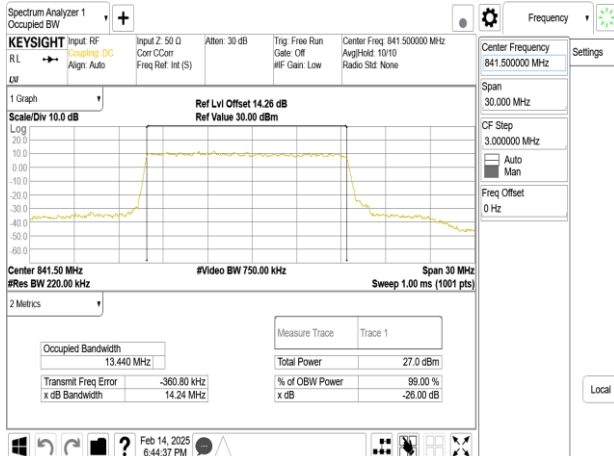 Spectrum Analyzer 1
Occupied BW
+
Frequency
KEYSIGHT
Input: RF
Coupling: DC
Align: Auto
Input Z: 50 Ω
Corr CCorr
Freq Ref: Int (S)
Atten: 30 dB
Trig: Free Run
Gate: Off
#IF Gain: Low
Center Freq: 841.500000 MHz
Avg|Hold: 10/10
Radio Std: None
RL
LXI
Center Frequency
841.500000 MHz
Settings
Span
30.000 MHz
CF Step
3.000000 MHz
Auto
Man
Freq Offset
0 Hz
Local
1 Graph
Scale/Div 10.0 dB
Ref Lvl Offset 14.26 dB
Ref Value 30.00 dBm
Log
20.0
10.0
0.00
-10.0
-20.0
-30.0
-40.0
-50.0
-60.0
Center 841.50 MHz
#Video BW 750.00 kHz
Span 30 MHz
#Res BW 220.00 kHz
Sweep 1.00 ms (1001 pts)
2 Metrics
Measure Trace
Trace 1
Occupied Bandwidth
13.440 MHz
Total Power
27.0 dBm
Transmit Freq Error
-360.80 kHz
% of OBW Power
99.00 %
x dB Bandwidth
14.24 MHz
x dB
-26.00 dB
?
Feb 14, 2025
6:44:37 PM